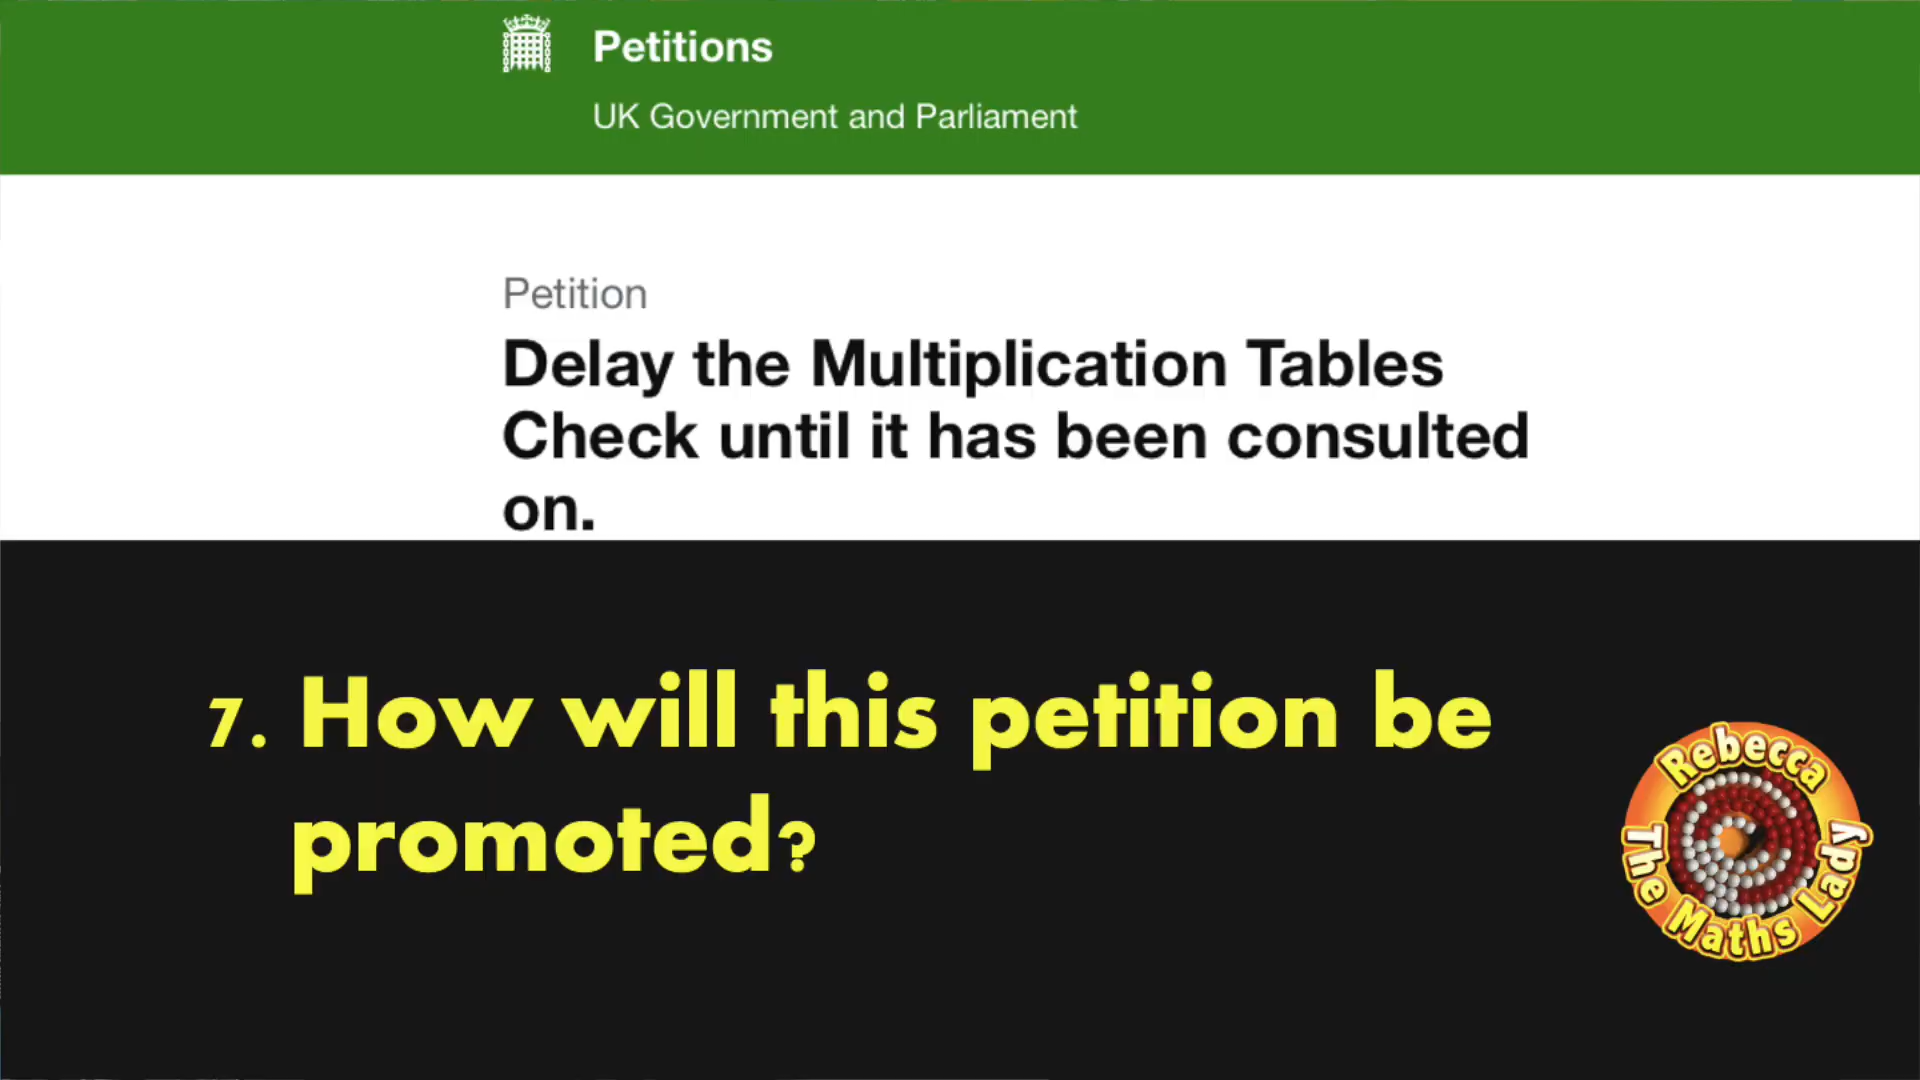 Petitions
UK Government and Parliament
Petition
Delay the Multiplication Tables
Check until it has been consulted
on.
7. How will this petition be
promoted?
Rebecca
The Maths Lady